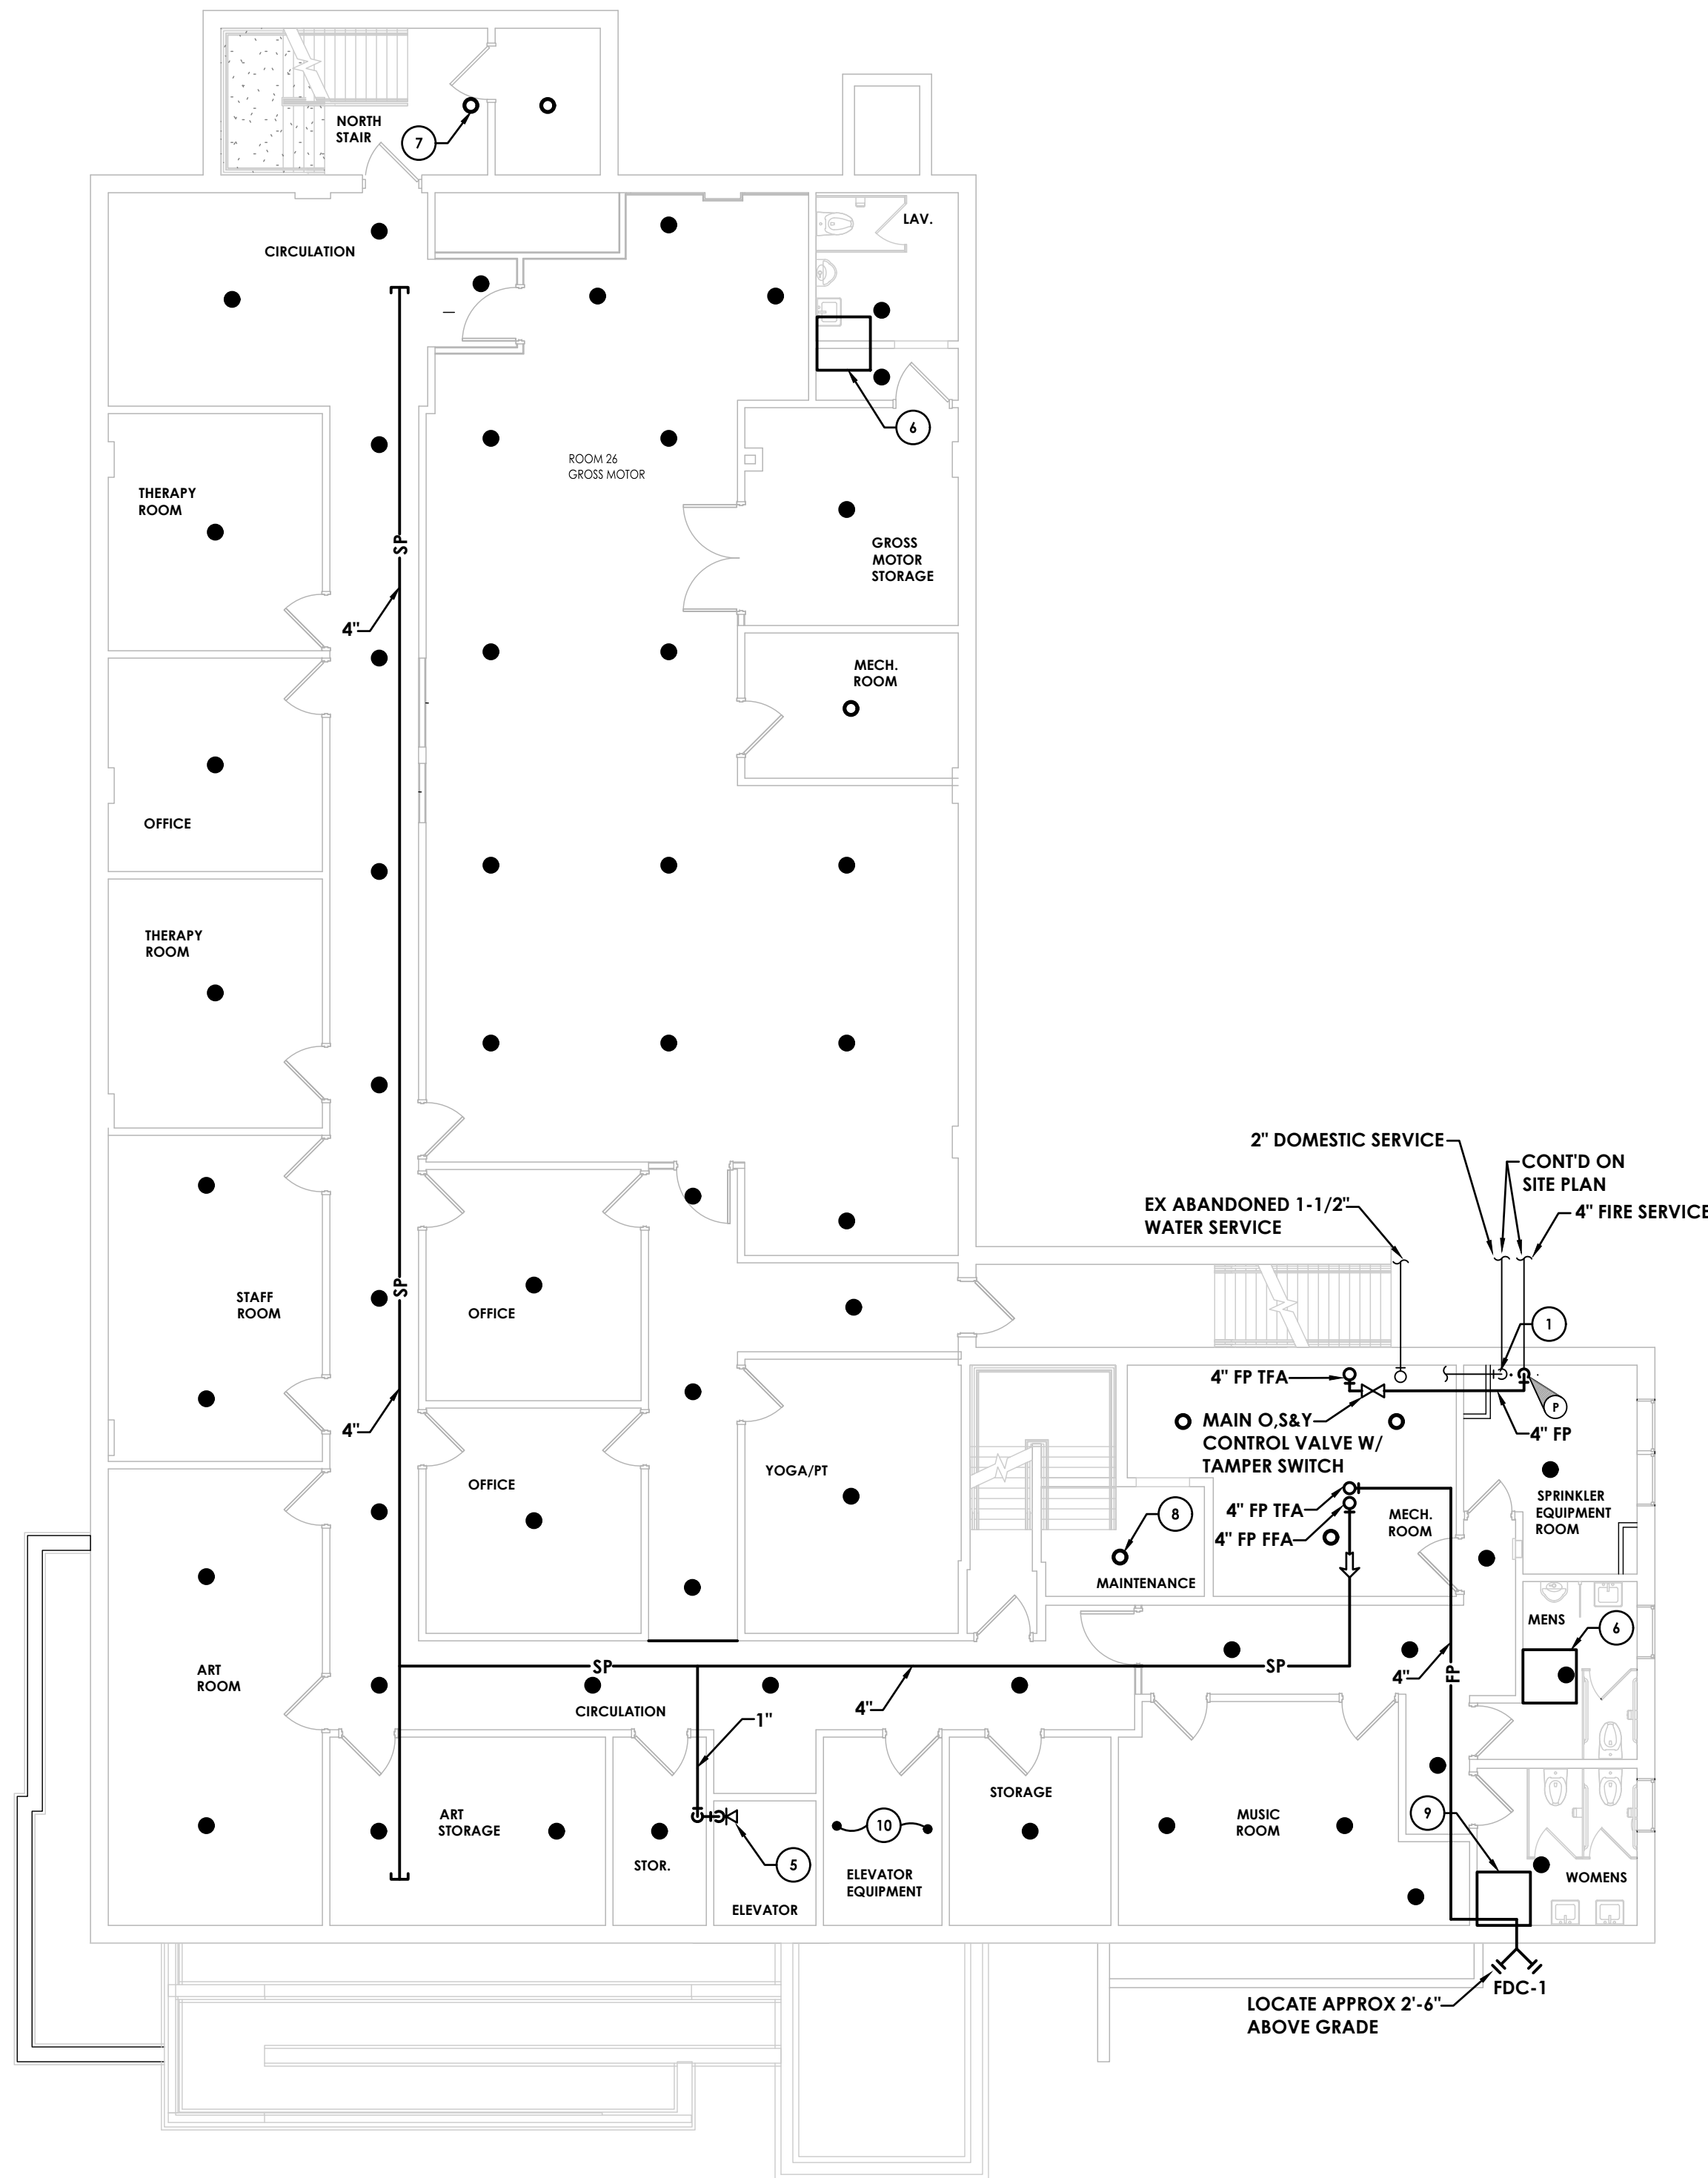 NORTH
STAIR
7
CIRCULATION
LAV.
6
ROOM 26
GROSS MOTOR
THERAPY
ROOM
SP
GROSS
MOTOR
STORAGE
4"
MECH.
ROOM
OFFICE
THERAPY
ROOM
2" DOMESTIC SERVICE
CONT'D ON
SITE PLAN
EX ABANDONED 1-1/2"
WATER SERVICE
4" FIRE SERVICE
STAFF
ROOM
SP
OFFICE
1
4" FP TFA
P
MAIN O,S&Y
CONTROL VALVE W/
TAMPER SWITCH
4" FP
4"
YOGA/PT
OFFICE
SPRINKLER
EQUIPMENT
ROOM
4" FP TFA
4" FP FFA
MECH.
ROOM
8
MAINTENANCE
MENS
6
ART
ROOM
SP
SP
4"
FP
CIRCULATION
4"
1"
STORAGE
ART
STORAGE
MUSIC
ROOM
9
10
STOR.
5
ELEVATOR
EQUIPMENT
WOMENS
ELEVATOR
FDC-1
LOCATE APPROX 2'-6"
ABOVE GRADE